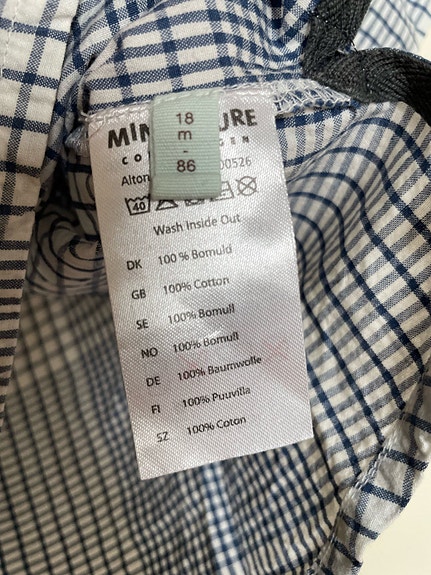 18
m
-
86
MIN URE
CO GEN
Alton 00526
40
Wash Inside Out
DK 100 % Bomuld
GB 100% Cotton
SE 100% Bomull
NO 100% Bomull
DE 100% Baumwolle
FI 100% Puuvilla
SZ 100% Coton